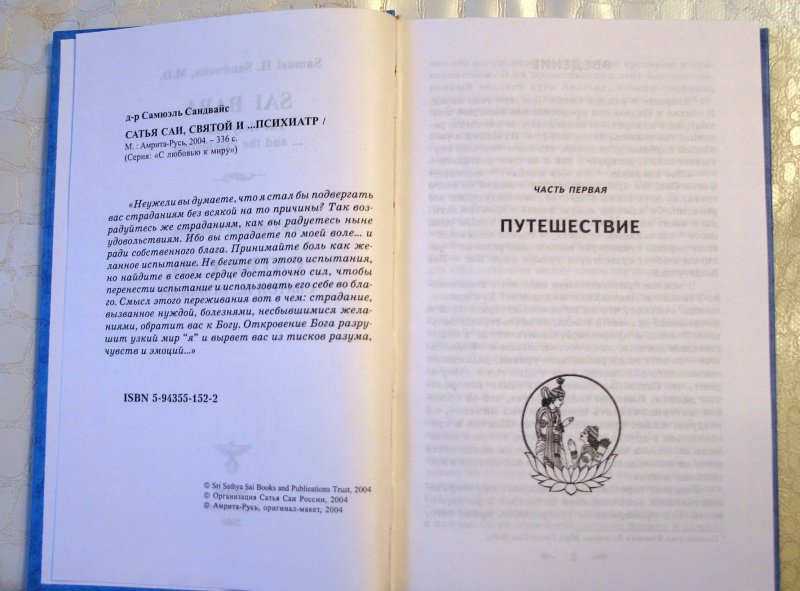 д-р Самюэль Сандвайс
САТЬЯ САИ, СВЯТОЙ И ...ПСИХИАТР /
М. : Амрита-Русь, 2004. – 336 с.
(Серия: «С любовью к миру»)
«Неужели вы думаете, что я стал бы подвергать
вас страданиям без всякой на то причины? Так воз-
радуйтесь же страданиям, как вы радуетесь ныне
удовольствиям. Ибо вы страдаете по моей воле... и
ради собственного блага. Принимайте боль как же-
ланное испытание. Не бегите от этого испытания,
но найдите в своем сердце достаточно сил, чтобы
перенести испытание и использовать его себе во бла-
го. Смысл этого переживания вот в чем: страдание,
вызванное нуждой, болезнями, несбывшимися жела-
ниями, обратит вас к Богу. Откровение Бога разру-
шит узкий мир "я" и вырвет вас из тисков разума,
чувств и эмоций...»
ISBN 5-94355-152-2
© Sri Sathya Sai Books and Publications Trust, 2004
© Организация Сатья Саи России, 2004
© Амрита-Русь, оригинал-макет, 2004
ЧАСТЬ ПЕРВАЯ
ПУТЕШЕСТВИЕ